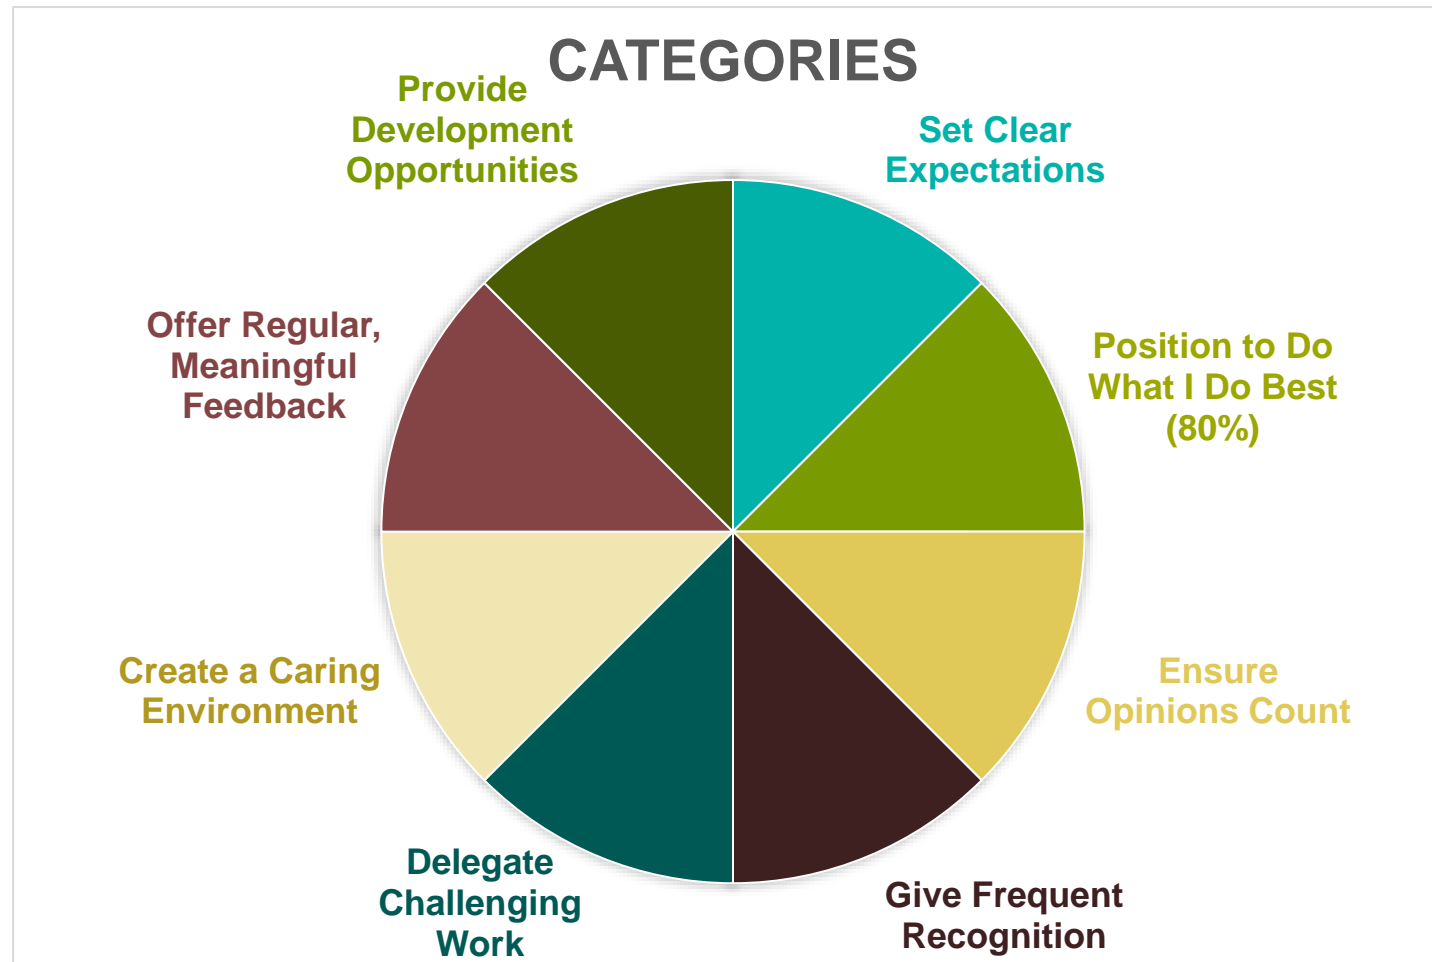 CATEGORIES
Set Clear
Expectations
Position to Do
What I Do Best
(80%)
Ensure
Opinions Count
Give Frequent
Recognition
Delegate
Challenging
Work
Create a Caring
Environment
Offer Regular,
Meaningful
Feedback
Provide
Development
Opportunities